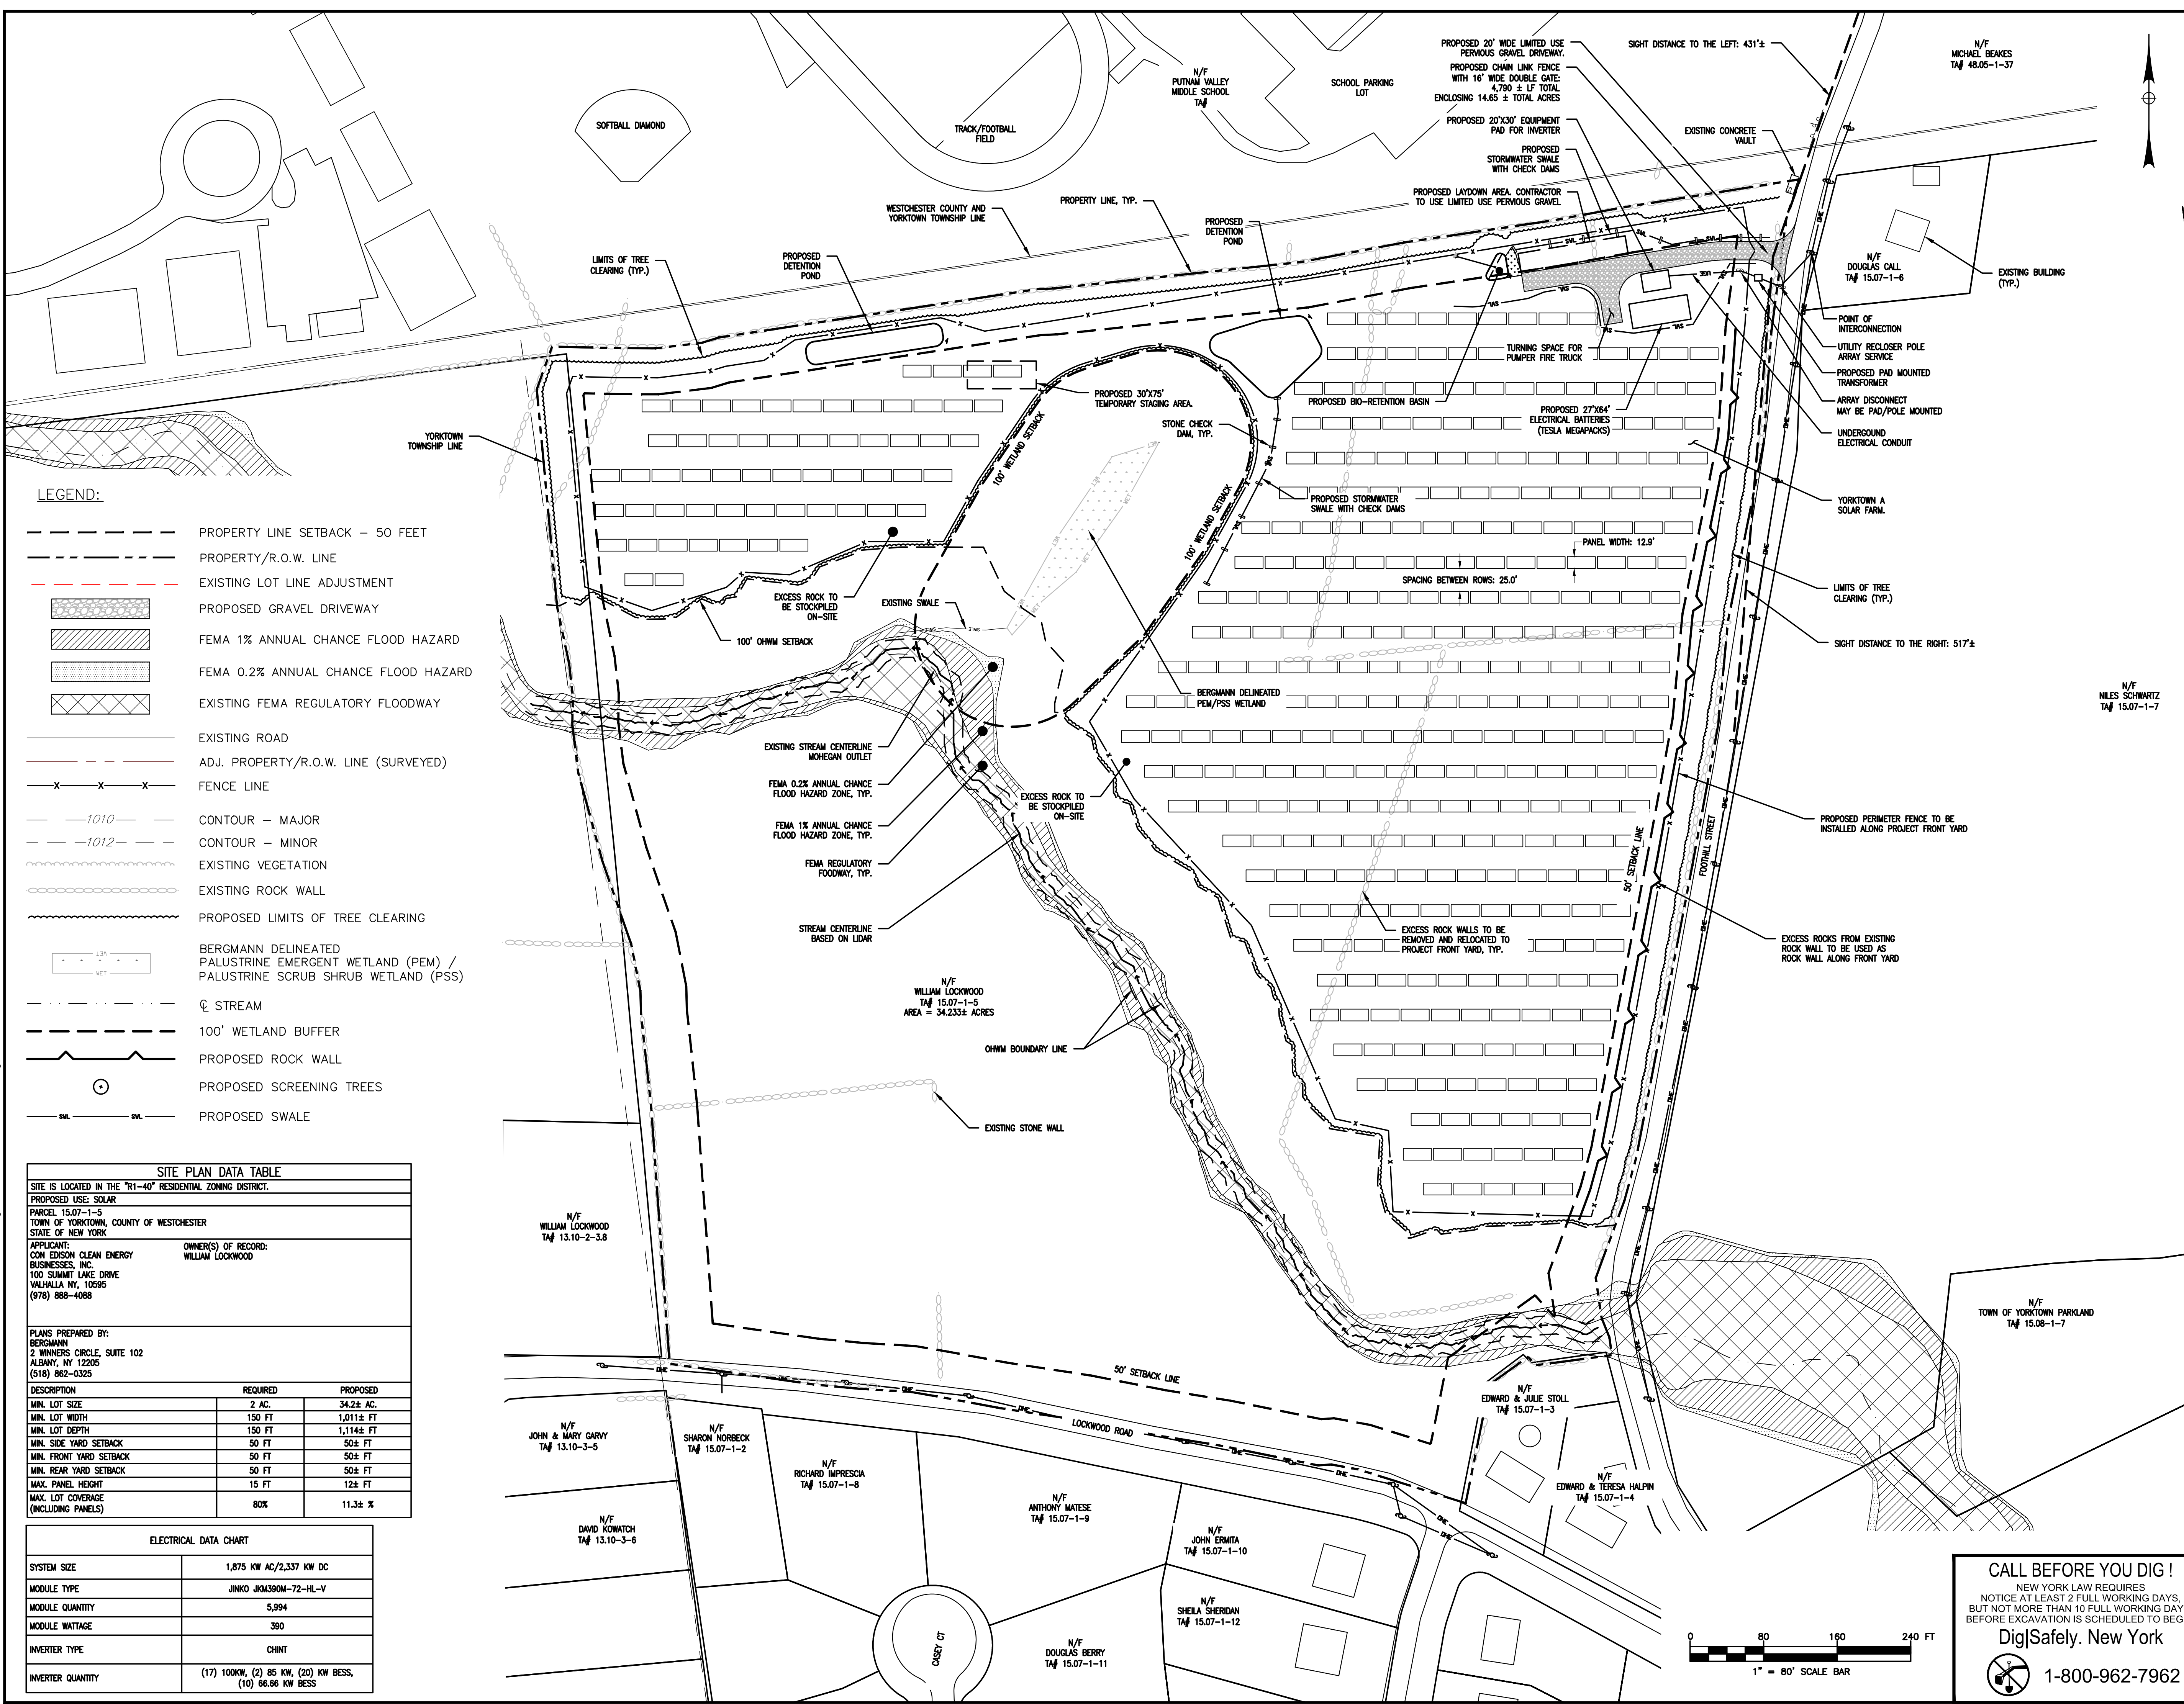 SOFTBALL DIAMOND
TRACK/FOOTBALL
FIELD
N/F
PUTNAM VALLEY
MIDDLE SCHOOL
TA#
SCHOOL PARKING
LOT
PROPOSED 20' WIDE LIMITED USE
PERVIOUS GRAVEL DRIVEWAY.
PROPOSED CHAIN LINK FENCE
WITH 16' WIDE DOUBLE GATE:
4,790 ± LF TOTAL
ENCLOSING 14.65 ± TOTAL ACRES
PROPOSED 20'X30' EQUIPMENT
PAD FOR INVERTER
PROPOSED
STORMWATER SWALE
WITH CHECK DAMS
PROPOSED LAYDOWN AREA. CONTRACTOR
TO USE LIMITED USE PERVIOUS GRAVEL
SIGHT DISTANCE TO THE LEFT: 431'±
EXISTING CONCRETE
VAULT
N/F
MICHAEL BEAKES
TA# 48.05-1-37
WESTCHESTER COUNTY AND
YORKTOWN TOWNSHIP LINE
PROPERTY LINE, TYP.
PROPOSED
DETENTION
POND
LIMITS OF TREE
CLEARING (TYP.)
PROPOSED
DETENTION
POND
N/F
DOUGLAS CALL
TA# 15.07-1-6
EXISTING BUILDING
(TYP.)
POINT OF
INTERCONNECTION
UTILITY RECLOSER POLE
ARRAY SERVICE
PROPOSED PAD MOUNTED
TRANSFORMER
ARRAY DISCONNECT
MAY BE PAD/POLE MOUNTED
UNDERGOUND
ELECTRICAL CONDUIT
YORKTOWN A
SOLAR FARM.
TURNING SPACE FOR
PUMPER FIRE TRUCK
PROPOSED BIO-RETENTION BASIN
PROPOSED 27'X64'
ELECTRICAL BATTERIES
(TESLA MEGAPACKS)
PROPOSED 30'X75'
TEMPORARY STAGING AREA.
STONE CHECK
DAM, TYP.
100' WETLAND SETBACK
100' WETLAND SETBACK
YORKTOWN
TOWNSHIP LINE
PROPOSED STORMWATER
SWALE WITH CHECK DAMS
PANEL WIDTH: 12.9'
SPACING BETWEEN ROWS: 25.0'
LIMITS OF TREE
CLEARING (TYP.)
SIGHT DISTANCE TO THE RIGHT: 517'±
EXCESS ROCK TO
BE STOCKPILED
ON-SITE
EXISTING SWALE
100' OHWM SETBACK
BERGMANN DELINEATED
PEM/PSS WETLAND
N/F
NILES SCHWARTZ
TA# 15.07-1-7
EXISTING STREAM CENTERLINE
MOHEGAN OUTLET
FEMA 0.2% ANNUAL CHANCE
FLOOD HAZARD ZONE, TYP.
EXCESS ROCK TO
BE STOCKPILED
ON-SITE
FEMA 1% ANNUAL CHANCE
FLOOD HAZARD ZONE, TYP.
FEMA REGULATORY
FOODWAY, TYP.
STREAM CENTERLINE
BASED ON LIDAR
50' SETBACK LINE
FOOTHILL STREET
PROPOSED PERIMETER FENCE TO BE
INSTALLED ALONG PROJECT FRONT YARD
EXCESS ROCK WALLS TO BE
REMOVED AND RELOCATED TO
PROJECT FRONT YARD, TYP.
EXCESS ROCKS FROM EXISTING
ROCK WALL TO BE USED AS
ROCK WALL ALONG FRONT YARD
N/F
WILLIAM LOCKWOOD
TA# 15.07-1-5
AREA = 34.233± ACRES
OHWM BOUNDARY LINE
EXISTING STONE WALL
N/F
WILLIAM LOCKWOOD
TA# 13.10-2-3.8
N/F
TOWN OF YORKTOWN PARKLAND
TA# 15.08-1-7
50' SETBACK LINE
LOCKWOOD ROAD
N/F
EDWARD & JULIE STOLL
TA# 15.07-1-3
N/F
EDWARD & TERESA HALPIN
TA# 15.07-1-4
N/F
JOHN & MARY GARVY
TA# 13.10-3-5
N/F
SHARON NORBECK
TA# 15.07-1-2
N/F
RICHARD IMPRESCIA
TA# 15.07-1-8
N/F
ANTHONY MATESE
TA# 15.07-1-9
N/F
DAVID KOWATCH
TA# 13.10-3-6
N/F
JOHN ERMITA
TA# 15.07-1-10
N/F
SHEILA SHERIDAN
TA# 15.07-1-12
N/F
DOUGLAS BERRY
TA# 15.07-1-11
CASEY CT
LEGEND:
PROPERTY LINE SETBACK - 50 FEET
PROPERTY/R.O.W. LINE
EXISTING LOT LINE ADJUSTMENT
PROPOSED GRAVEL DRIVEWAY
FEMA 1% ANNUAL CHANCE FLOOD HAZARD
FEMA 0.2% ANNUAL CHANCE FLOOD HAZARD
EXISTING FEMA REGULATORY FLOODWAY
EXISTING ROAD
ADJ. PROPERTY/R.O.W. LINE (SURVEYED)
FENCE LINE
1010 CONTOUR - MAJOR
1012 CONTOUR - MINOR
EXISTING VEGETATION
EXISTING ROCK WALL
PROPOSED LIMITS OF TREE CLEARING
BERGMANN DELINEATED
PALUSTRINE EMERGENT WETLAND (PEM) /
PALUSTRINE SCRUB SHRUB WETLAND (PSS)
WET
℄ STREAM
100' WETLAND BUFFER
PROPOSED ROCK WALL
PROPOSED SCREENING TREES
SWL SWL PROPOSED SWALE
SITE PLAN DATA TABLE
SITE IS LOCATED IN THE "R1-40" RESIDENTIAL ZONING DISTRICT.
PROPOSED USE: SOLAR
PARCEL 15.07-1-5
TOWN OF YORKTOWN, COUNTY OF WESTCHESTER
STATE OF NEW YORK
APPLICANT: OWNER(S) OF RECORD:
CON EDISON CLEAN ENERGY WILLIAM LOCKWOOD
BUSINESSES, INC.
100 SUMMIT LAKE DRIVE
VALHALLA NY, 10595
(978) 888-4088
PLANS PREPARED BY:
BERGMANN
2 WINNERS CIRCLE, SUITE 102
ALBANY, NY 12205
(518) 862-0325
DESCRIPTION REQUIRED PROPOSED
MIN. LOT SIZE 2 AC. 34.2± AC.
MIN. LOT WIDTH 150 FT 1,011± FT
MIN. LOT DEPTH 150 FT 1,114± FT
MIN. SIDE YARD SETBACK 50 FT 50± FT
MIN. FRONT YARD SETBACK 50 FT 50± FT
MIN. REAR YARD SETBACK 50 FT 50± FT
MAX. PANEL HEIGHT 15 FT 12± FT
MAX. LOT COVERAGE
(INCLUDING PANELS) 80% 11.3± %
ELECTRICAL DATA CHART
SYSTEM SIZE 1,875 KW AC/2,337 KW DC
MODULE TYPE JINKO JKM390M-72-HL-V
MODULE QUANTITY 5,994
MODULE WATTAGE 390
INVERTER TYPE CHINT
INVERTER QUANTITY (17) 100KW, (2) 85 KW, (20) KW BESS,
(10) 66.66 KW BESS
0 80 160 240 FT
1" = 80' SCALE BAR
CALL BEFORE YOU DIG !
NEW YORK LAW REQUIRES
NOTICE AT LEAST 2 FULL WORKING DAYS,
BUT NOT MORE THAN 10 FULL WORKING DAY
BEFORE EXCAVATION IS SCHEDULED TO BEG
Dig|Safely. New York
1-800-962-7962